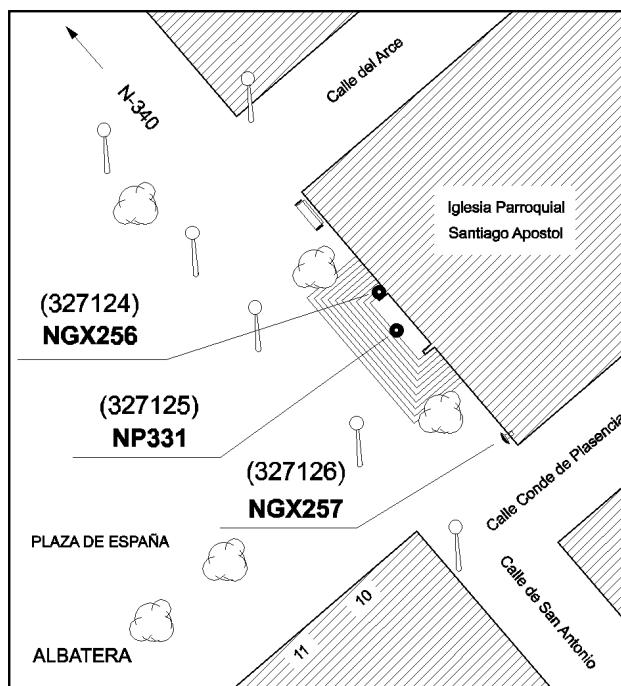 N-340
Calle del Arce
Iglesia Parroquial
Santiago Apostol
(327124)
NGX256
(327125)
NP331
(327126)
NGX257
Calle Conde de Plasencia
PLAZA DE ESPAÑA
Calle de San Antonio
10
11
ALBATERA